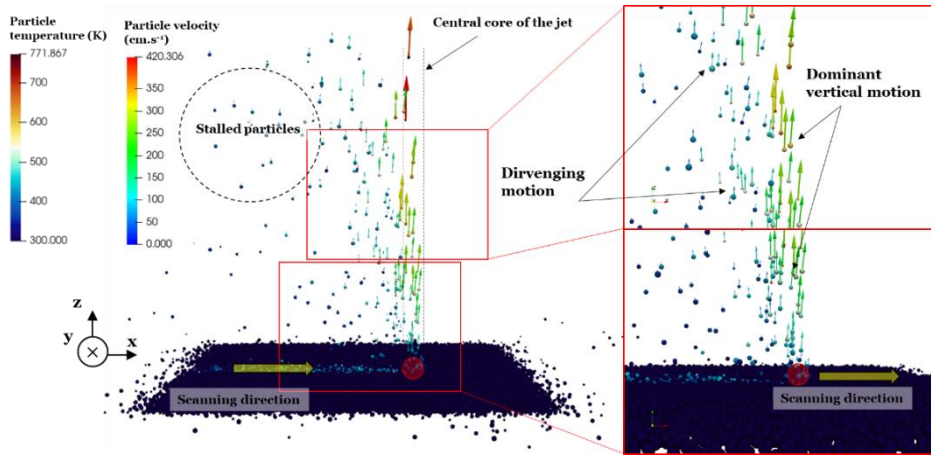 Particle
temperature (K)
771.867
700
600
500
400
300.000
Particle velocity
(cm.s⁻¹)
420.306
350
300
250
200
150
100
50
0.000
Central core of the jet
Stalled particles
Dirvenging
motion
Dominant
vertical motion
z
y
x
Scanning direction
Scanning direction